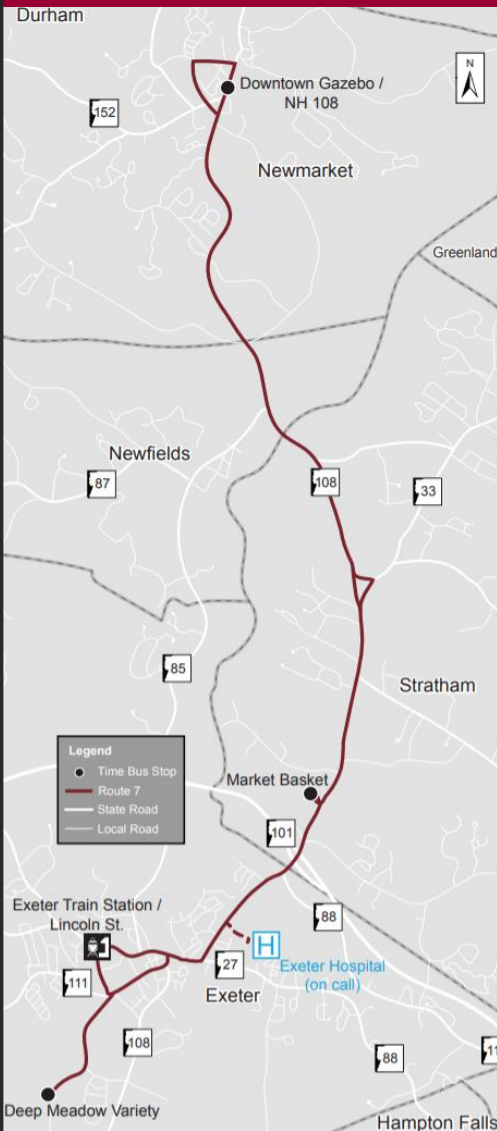 Durham
N
Downtown Gazebo /
NH 108
152
Newmarket
Greenland
Newfields
87
108
33
85
Stratham
Legend
Time Bus Stop
Route 7
State Road
Local Road
Market Basket
101
Exeter Train Station /
Lincoln St.
88
H
27
Exeter Hospital
(on call)
111
Exeter
108
88
Deep Meadow Variety
Hampton Falls